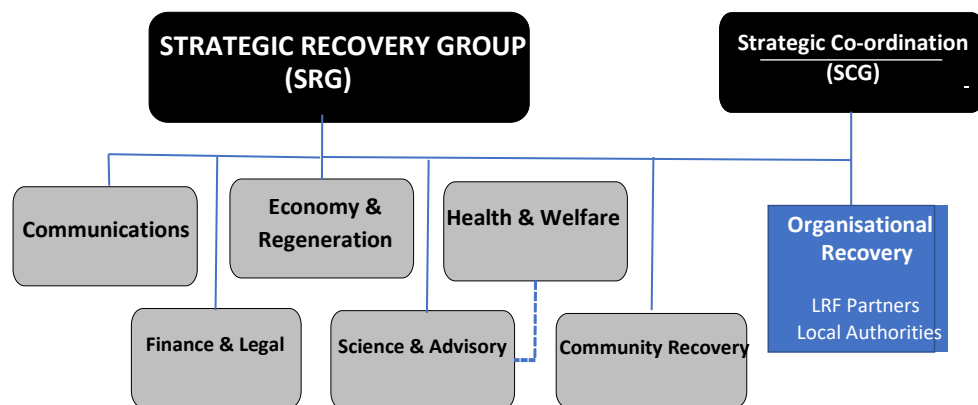 STRATEGIC RECOVERY GROUP
(SRG)
Strategic Co-ordination
(SCG)
-
Communications
Economy &
Regeneration
Health & Welfare
Organisational
Recovery
LRF Partners
Local Authorities
Finance & Legal
Science & Advisory
Community Recovery